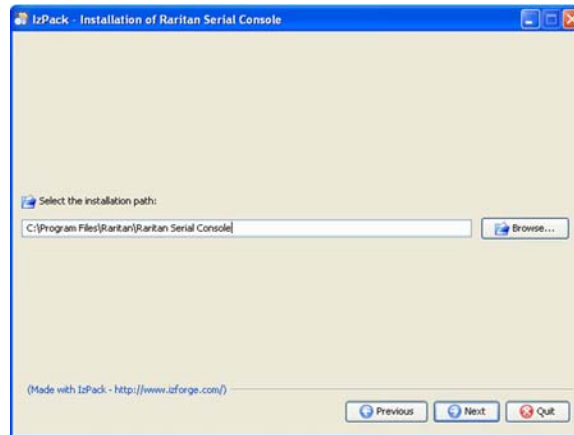 IzPack - Installation of Raritan Serial Console
Select the installation path:
C:\Program Files\Raritan\Raritan Serial Console
Browse...
(Made with IzPack - http://www.izforge.com/)
Previous
Next
Quit